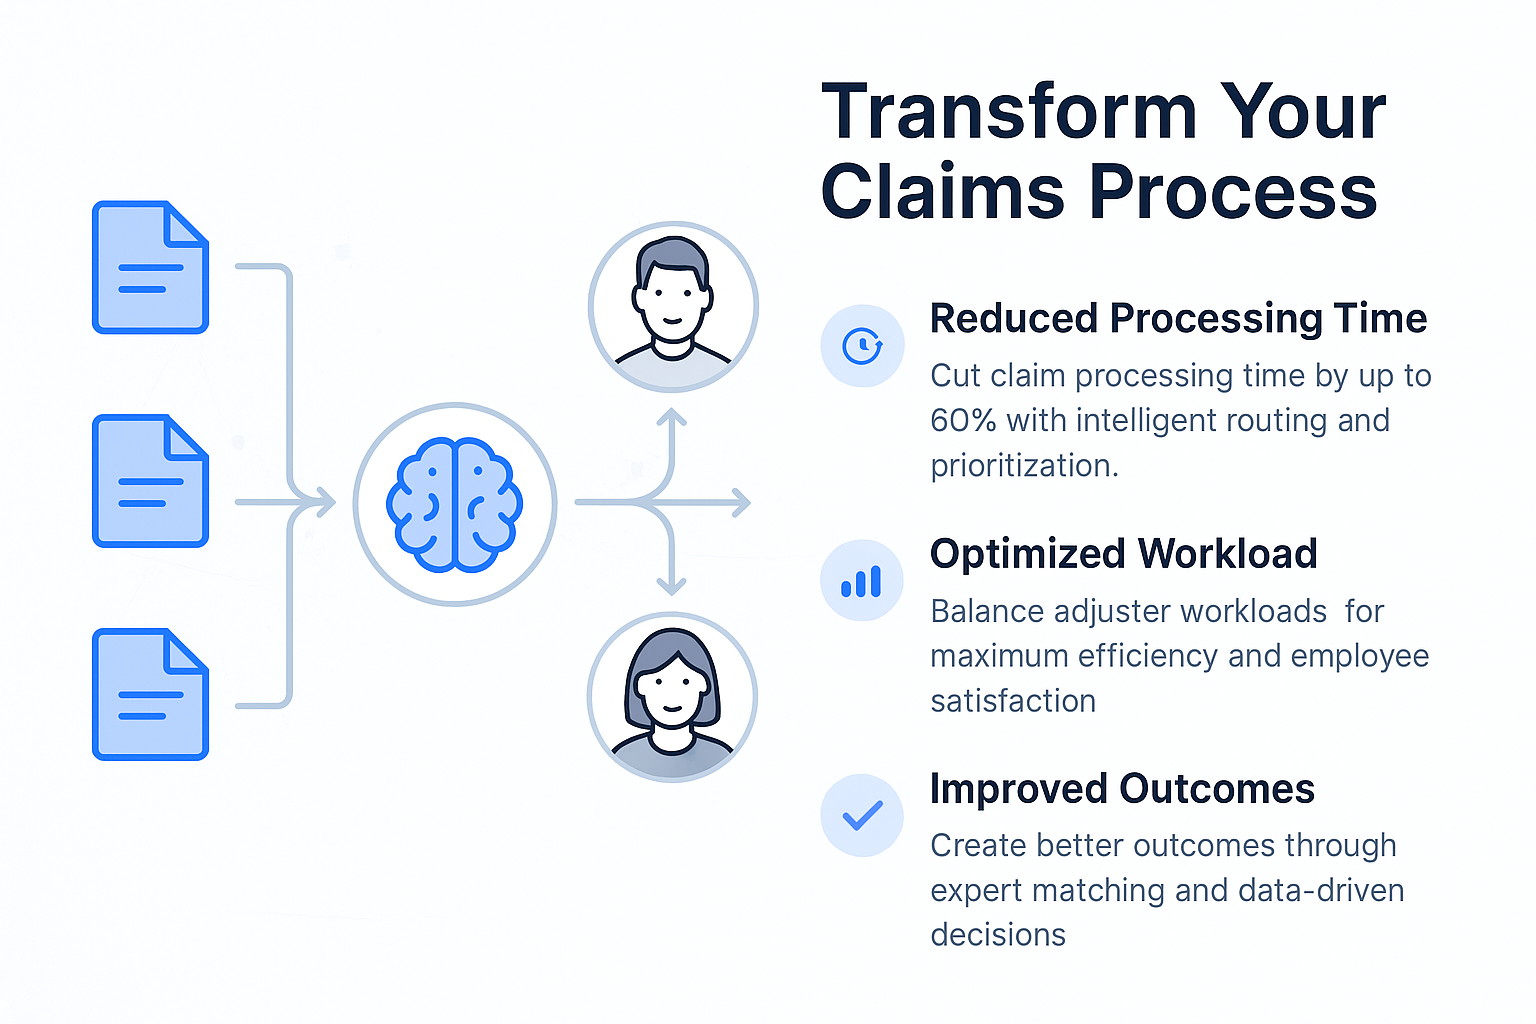 Transform Your
Claims Process
Reduced Processing Time
Cut claim processing time by up to
60% with intelligent routing and
prioritization.
Optimized Workload
Balance adjuster workloads  for
maximum efficiency and employee
satisfaction
Improved Outcomes
Create better outcomes through
expert matching and data-driven
decisions